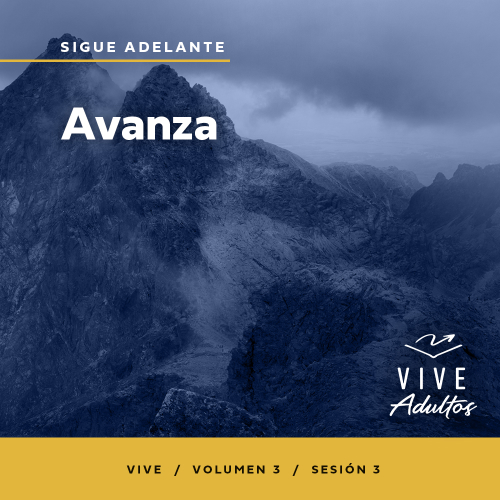 SIGUE ADELANTE
Avanza
VIVE
Adultos
VIVE / VOLUMEN 3 / SESIÓN 3